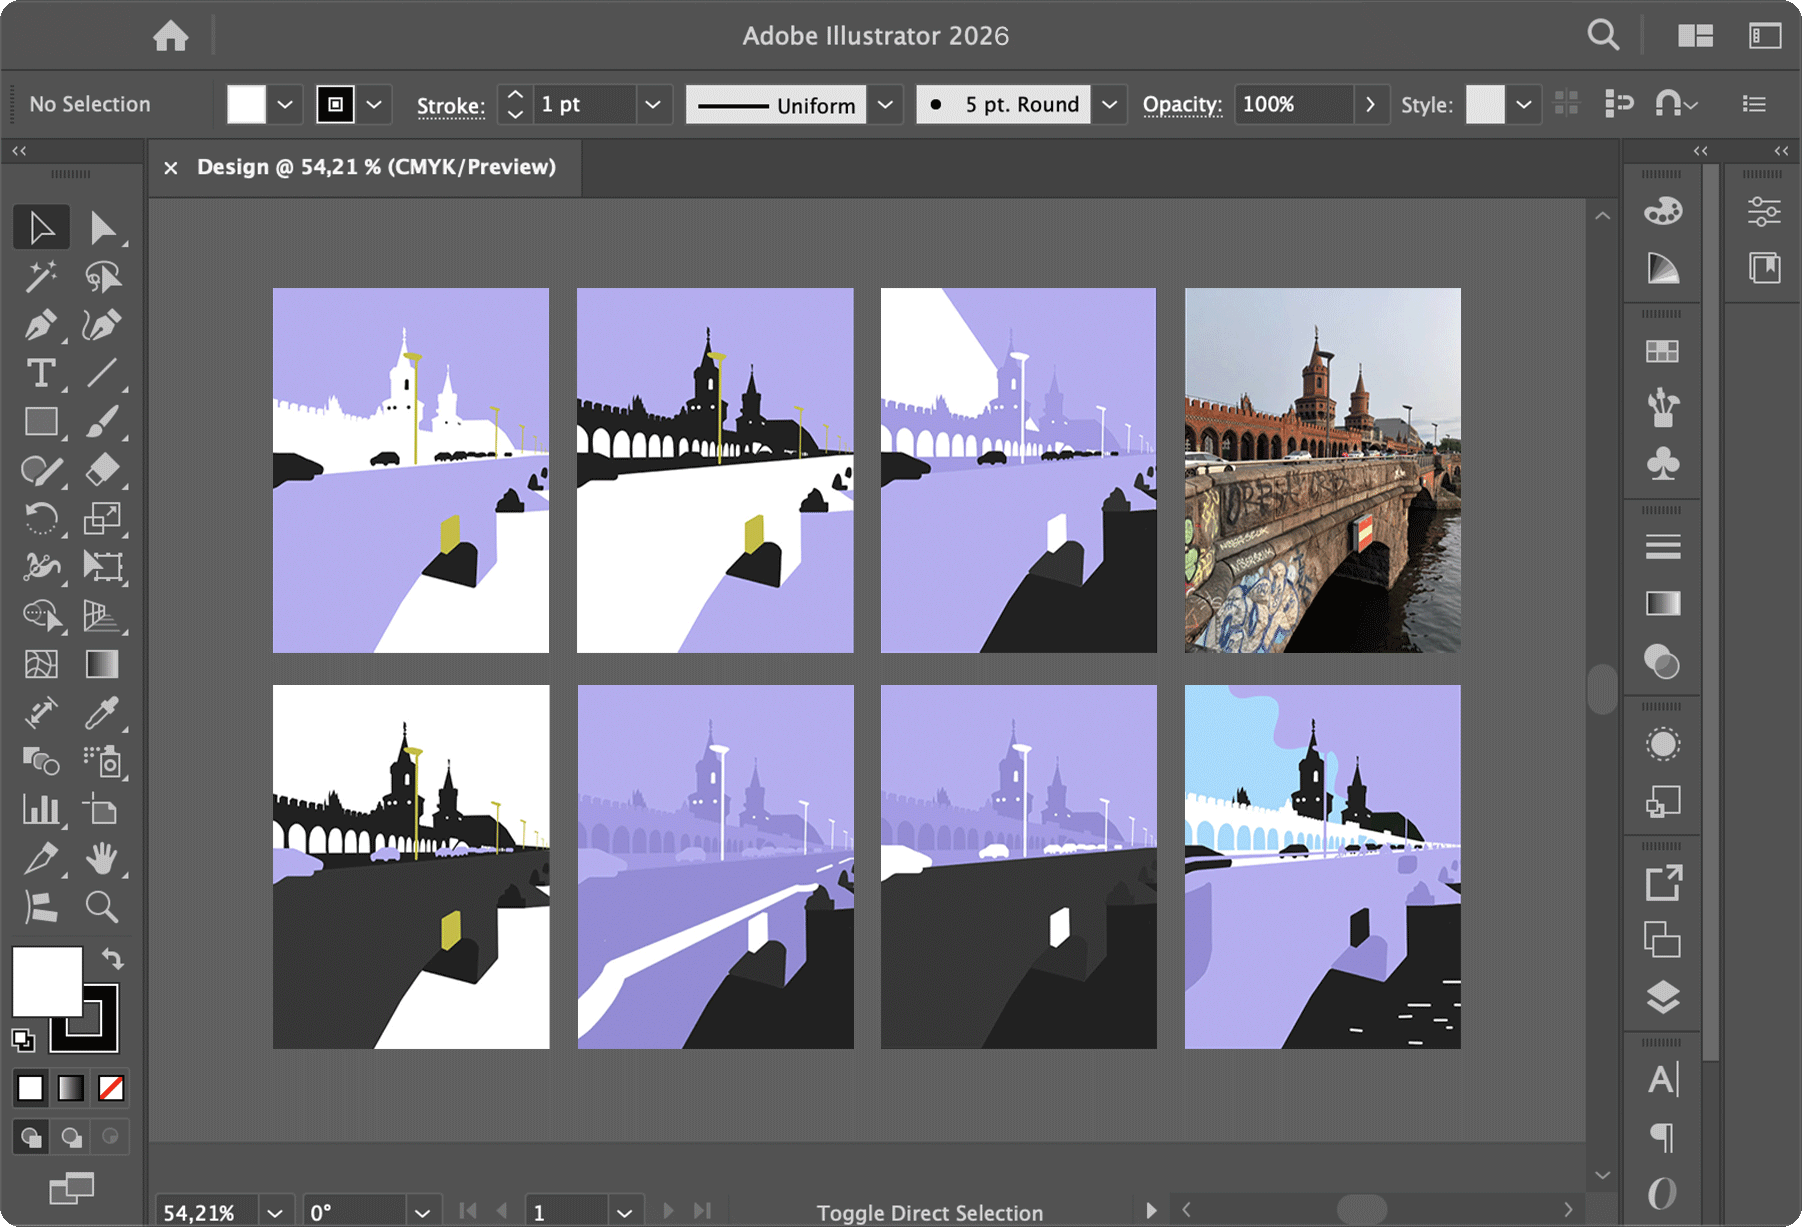 Adobe Illustrator 2026
No Selection
Stroke:
1 pt
Uniform
5 pt. Round
Opacity:
100%
Style:
Design @ 54,21 % (CMYK/Preview)
54,21%
0°
1
Toggle Direct Selection